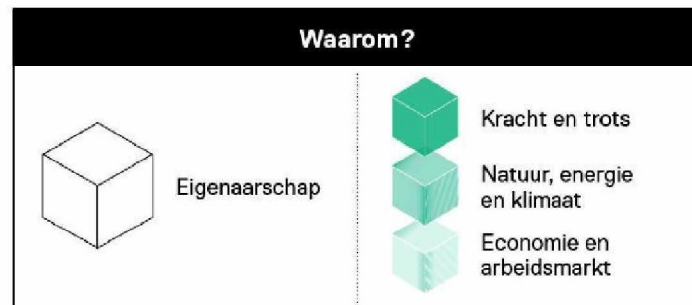 Waarom?
Eigenaarschap
Kracht en trots
Natuur, energie
en klimaat
Economie en
arbeidsmarkt